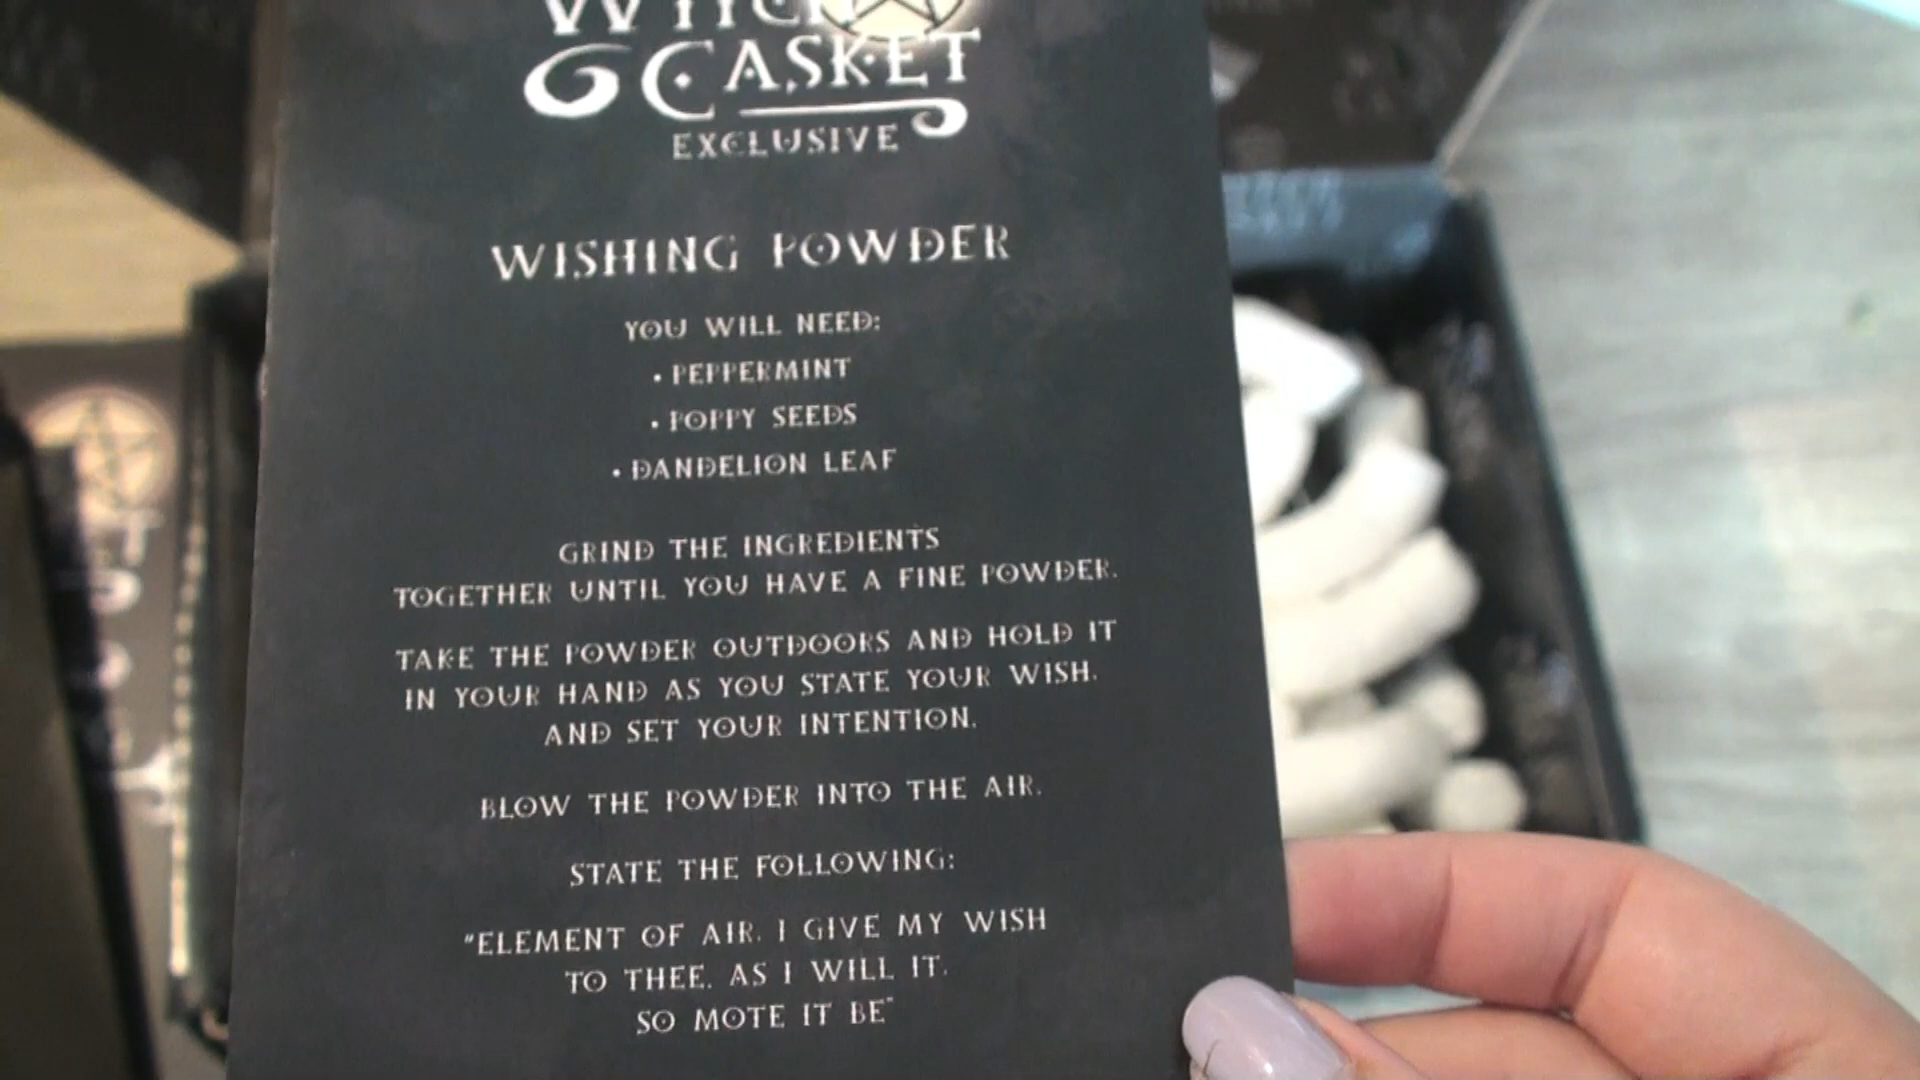 WITCH
CASKET
EXCLUSIVE
WISHING POWDER
YOU WILL NEED:
• PEPPERMINT
• POPPY SEEDS
• DANDELION LEAF
GRIND THE INGREDIENTS
TOGETHER UNTIL YOU HAVE A FINE POWDER.
TAKE THE POWDER OUTDOORS AND HOLD IT
IN YOUR HAND AS YOU STATE YOUR WISH,
AND SET YOUR INTENTION.
BLOW THE POWDER INTO THE AIR.
STATE THE FOLLOWING:
"ELEMENT OF AIR, I GIVE MY WISH
TO THEE, AS I WILL IT,
SO MOTE IT BE"